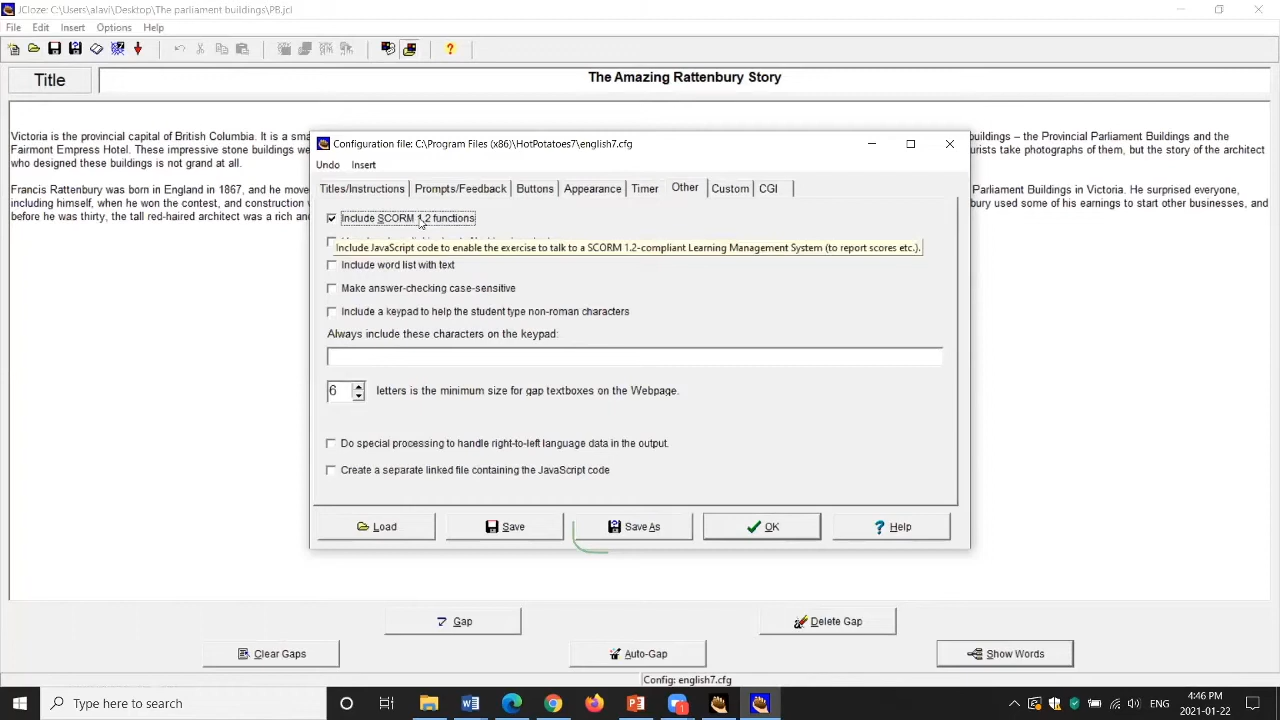 JCloze: C:\Users\alavi\Desktop\The parliament buildings\PB.jcl
File Edit Insert Options Help
Title
The Amazing Rattenbury Story
Victoria is the provincial capital of British Columbia. It is a sma
buildings – the Provincial Parliament Buildings and the
Fairmont Empress Hotel. These impressive stone buildings we
urists take photographs of them, but the story of the architect
who designed these buildings is not grand at all.
Francis Rattenbury was born in England in 1867, and he move
Parliament Buildings in Victoria. He surprised everyone,
including himself, when he won the contest, and construction
bury used some of his earnings to start other businesses, and
before he was thirty, the tall red-haired architect was a rich an
Configuration file: C:\Program Files (x86)\HotPotatoes7\english7.cfg
Undo Insert
Titles/Instructions Prompts/Feedback Buttons Appearance Timer Other Custom CGI
Include SCORM 1.2 functions
Include JavaScript code to enable the exercise to talk to a SCORM 1.2-compliant Learning Management System (to report scores etc.).
Include word list with text
Make answer-checking case-sensitive
Include a keypad to help the student type non-roman characters
Always include these characters on the keypad:
6 letters is the minimum size for gap textboxes on the Webpage.
Do special processing to handle right-to-left language data in the output.
Create a separate linked file containing the JavaScript code
Load Save Save As OK Help
Gap Delete Gap
Clear Gaps Auto-Gap Show Words
Config: english7.cfg
Type here to search
4:46 PM
2021-01-22